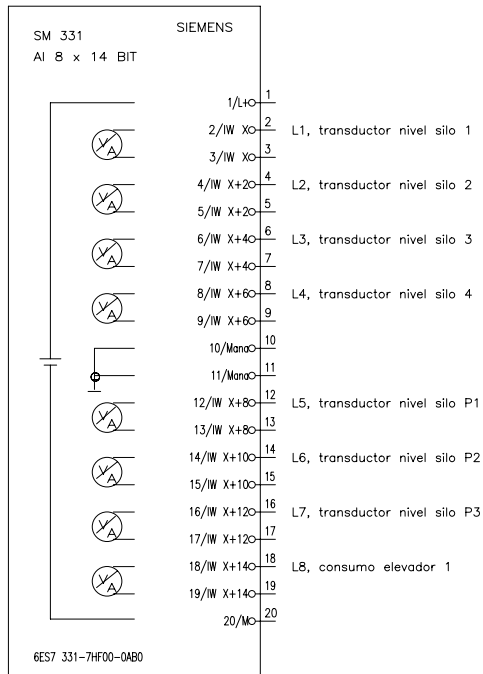 SIEMENS
SM 331
AI 8 x 14 BIT
1/L+ 1
2/IW X 2 L1, transductor nivel silo 1
V A
3/IW X 3
4/IW X+2 4 L2, transductor nivel silo 2
V A
5/IW X+2 5
6/IW X+4 6 L3, transductor nivel silo 3
V A
7/IW X+4 7
8/IW X+6 8 L4, transductor nivel silo 4
V A
9/IW X+6 9
10/Mana 10
11/Mana 11
12/IW X+8 12 L5, transductor nivel silo P1
V A
13/IW X+8 13
14/IW X+10 14 L6, transductor nivel silo P2
V A
15/IW X+10 15
16/IW X+12 16 L7, transductor nivel silo P3
V A
17/IW X+12 17
18/IW X+14 18 L8, consumo elevador 1
V A
19/IW X+14 19
20/M 20
6ES7 331-7HF00-0AB0